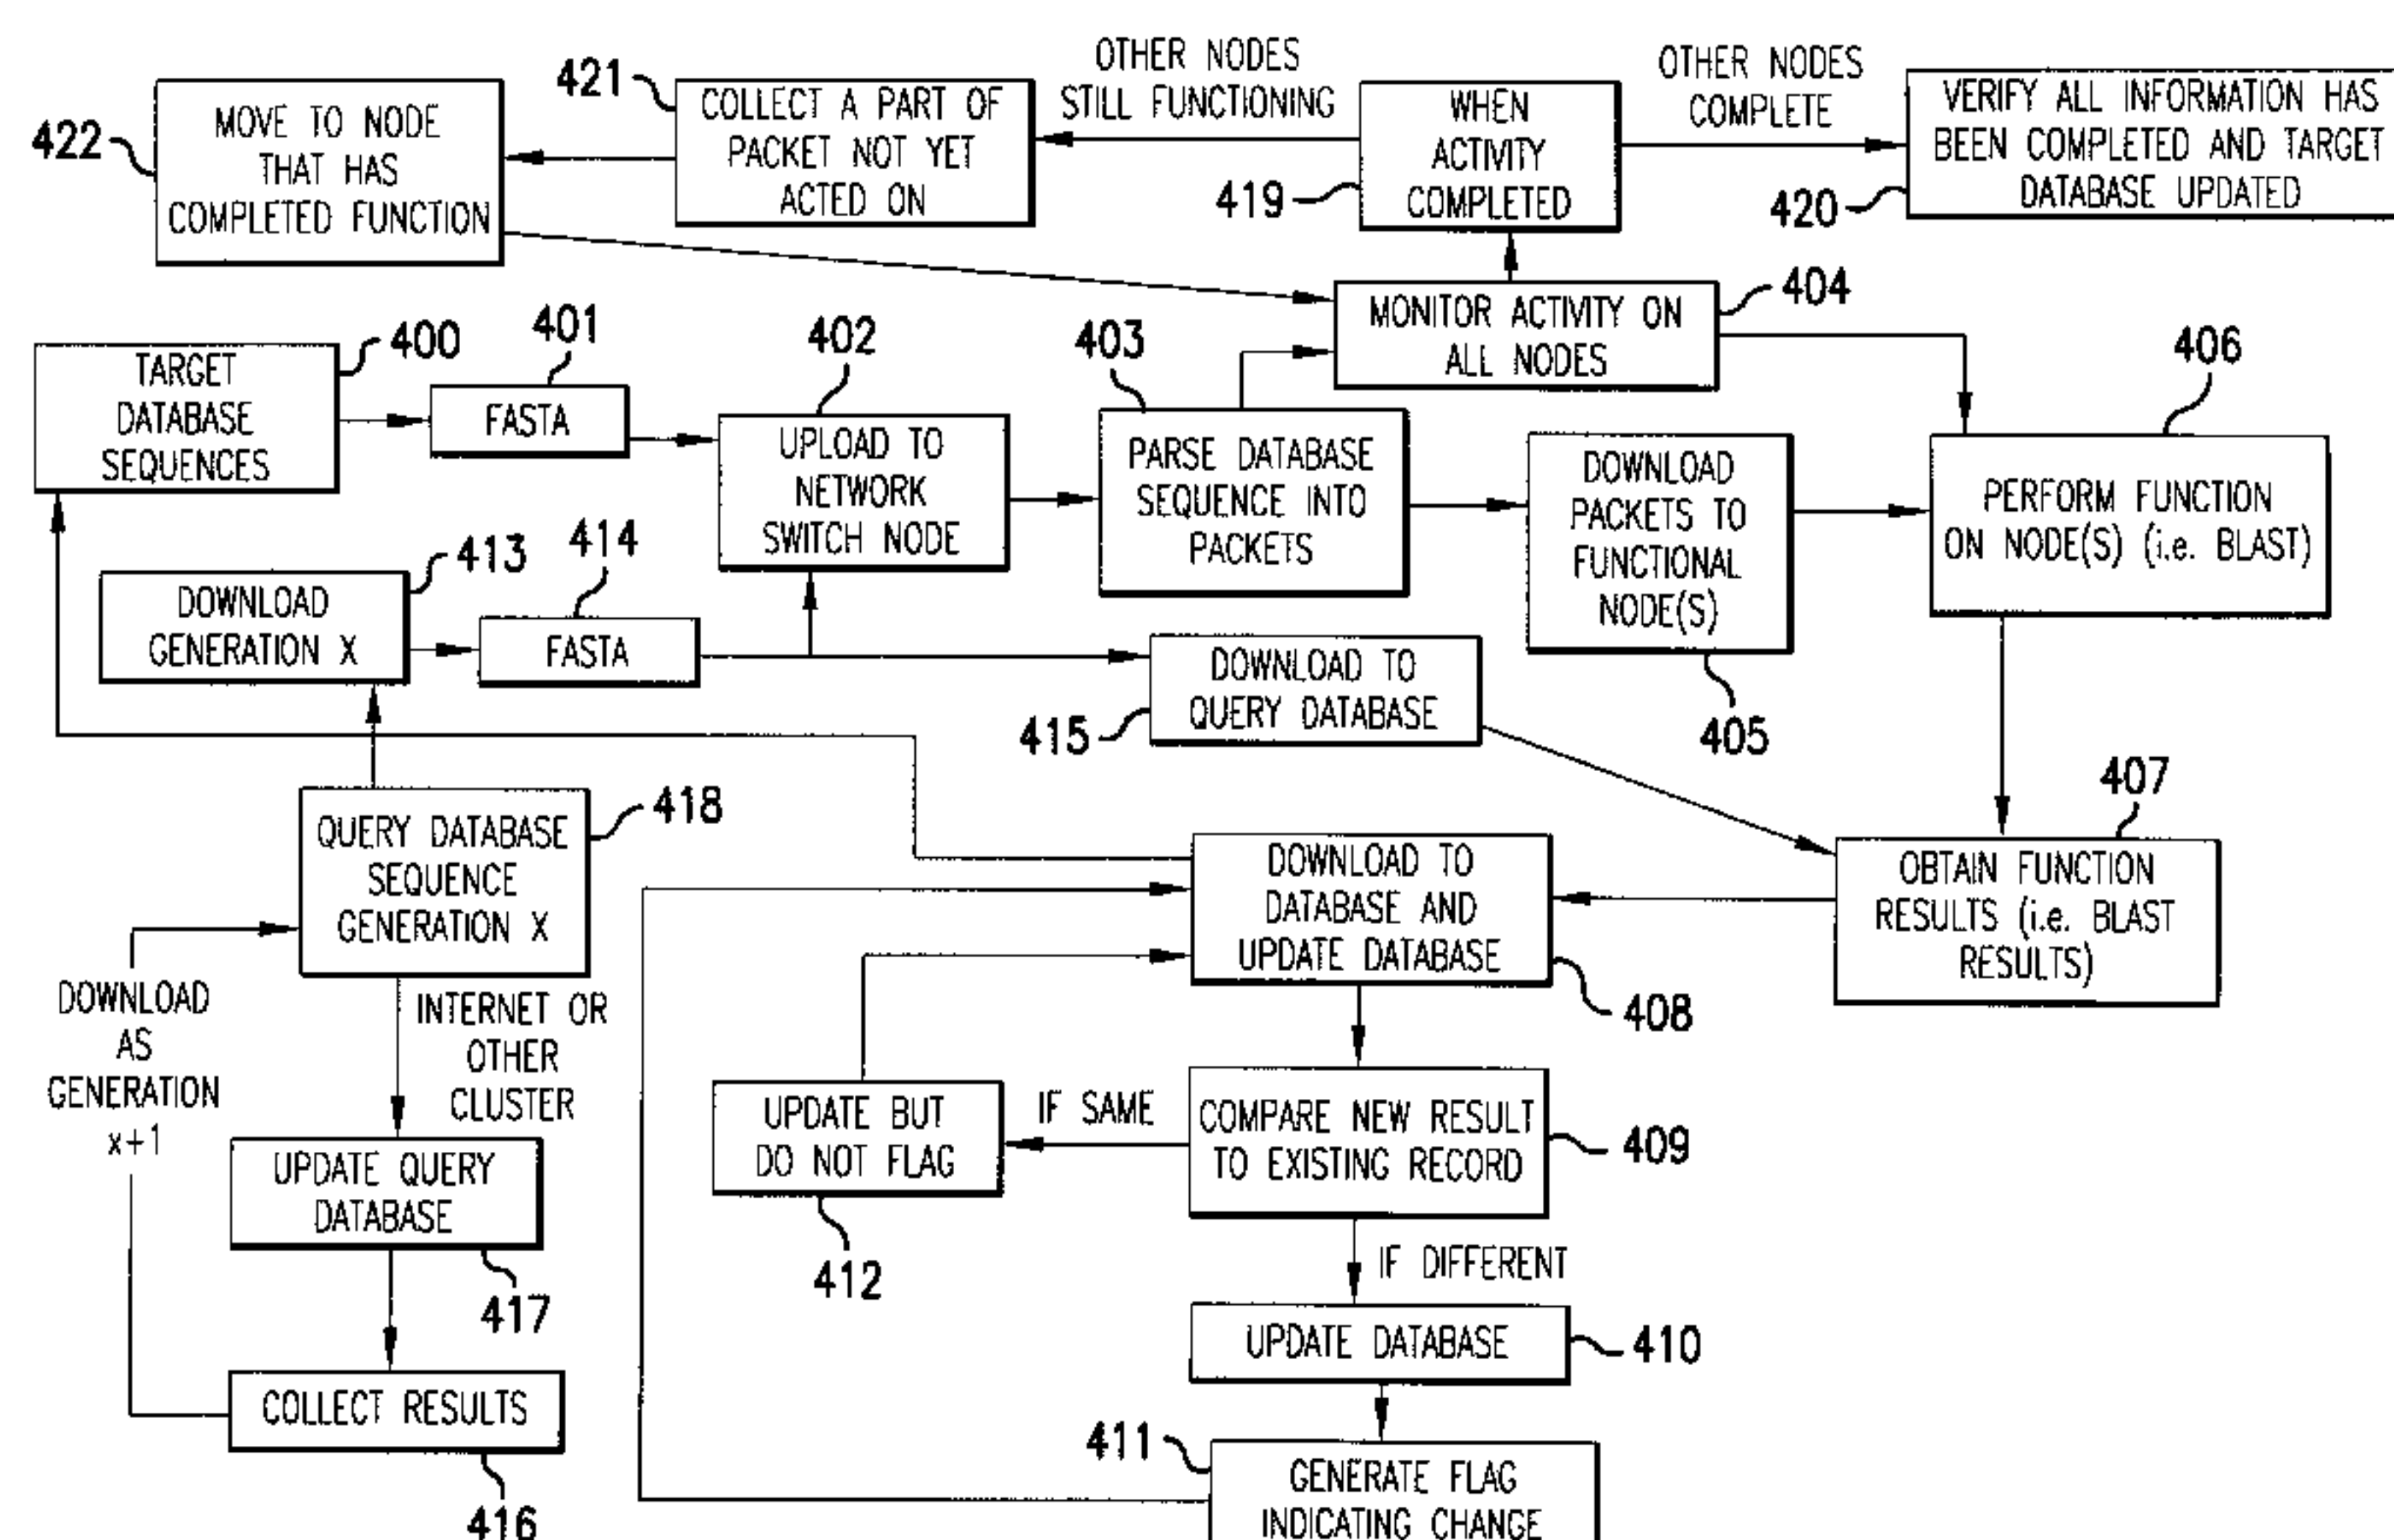 OTHER NODES
STILL FUNCTIONING
OTHER NODES
COMPLETE
422
MOVE TO NODE
THAT HAS
COMPLETED FUNCTION
421
COLLECT A PART OF
PACKET NOT YET
ACTED ON
419
WHEN
ACTIVITY
COMPLETED
420
VERIFY ALL INFORMATION HAS
BEEN COMPLETED AND TARGET
DATABASE UPDATED
404
MONITOR ACTIVITY ON
ALL NODES
400
TARGET
DATABASE
SEQUENCES
401
FASTA
402
UPLOAD TO
NETWORK
SWITCH NODE
403
PARSE DATABASE
SEQUENCE INTO
PACKETS
DOWNLOAD
PACKETS TO
FUNCTIONAL
NODE(S)
405
406
PERFORM FUNCTION
ON NODE(S) (i.e. BLAST)
413
DOWNLOAD
GENERATION X
414
FASTA
DOWNLOAD TO
QUERY DATABASE
415
407
OBTAIN FUNCTION
RESULTS (i.e. BLAST
RESULTS)
418
QUERY DATABASE
SEQUENCE
GENERATION X
DOWNLOAD TO
DATABASE AND
UPDATE DATABASE
408
DOWNLOAD
AS
GENERATION
x+1
INTERNET OR
OTHER
CLUSTER
UPDATE QUERY
DATABASE
417
COLLECT RESULTS
416
UPDATE BUT
DO NOT FLAG
412
IF SAME
COMPARE NEW RESULT
TO EXISTING RECORD
409
IF DIFFERENT
UPDATE DATABASE
410
411
GENERATE FLAG
INDICATING CHANGE